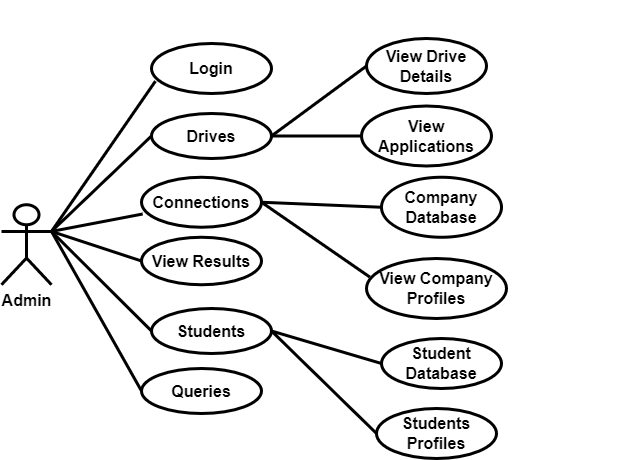 Login
View Drive
Details
Drives
View
Applications
Connections
Company
Database
View Results
View Company
Profiles
Admin
Students
Student
Database
Queries
Students
Profiles